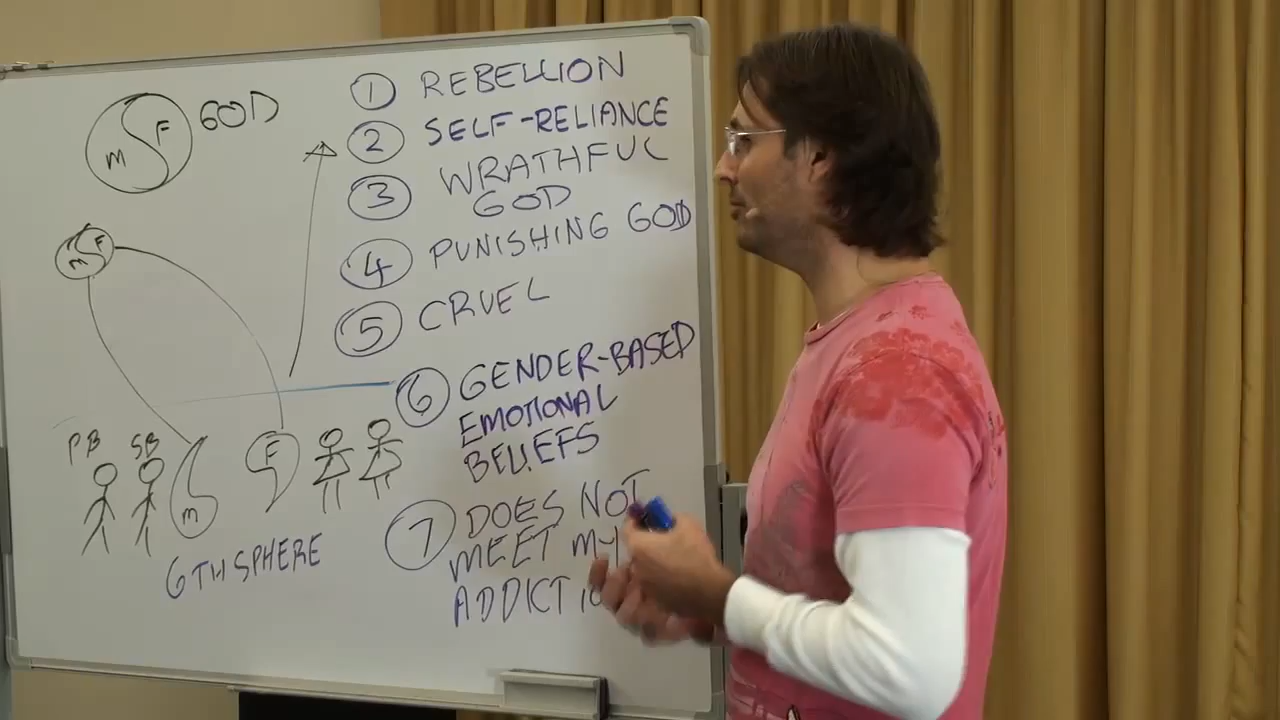 M F GOD
M F
PB SB
M
F
6TH SPHERE
1 REBELLION
2 SELF-RELIANCE
3 WRATHFUL
GOD
4 PUNISHING GOD
5 CRUEL
6 GENDER-BASED
EMOTIONAL
BELIEFS
7 DOES NOT
MEET MY